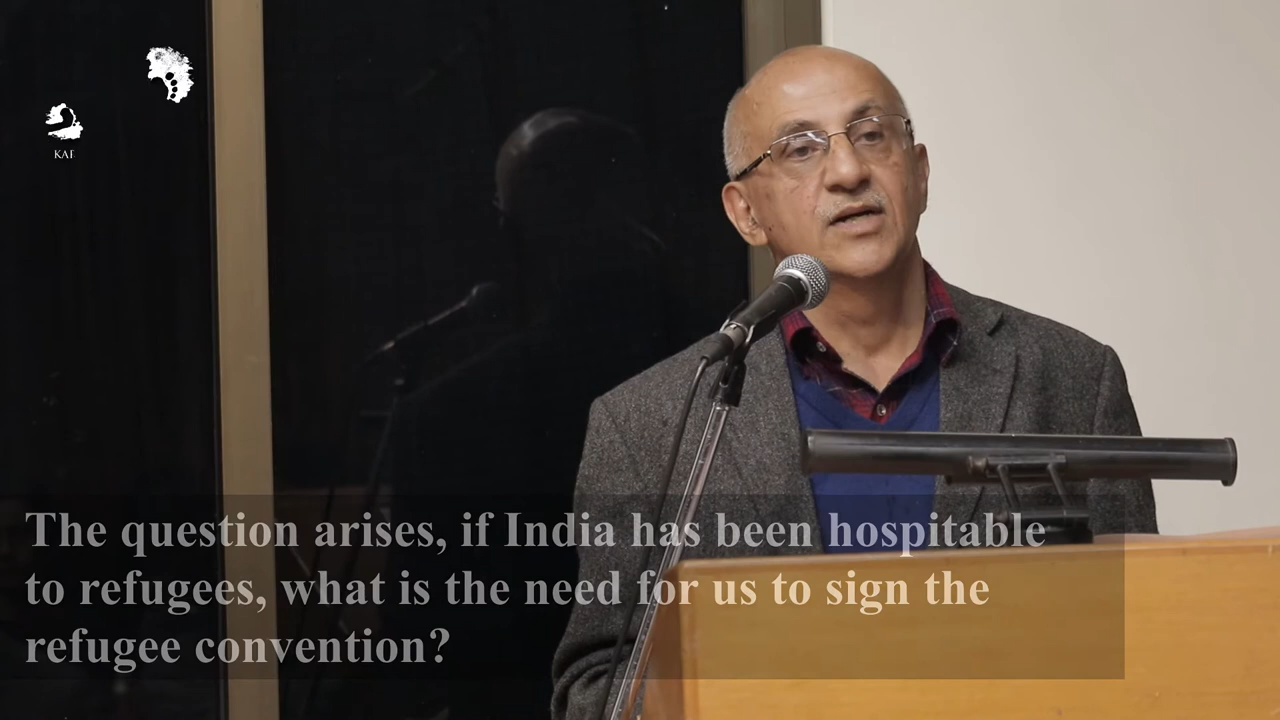 KAF
The question arises, if India has been hospitable
to refugees, what is the need for us to sign the
refugee convention?